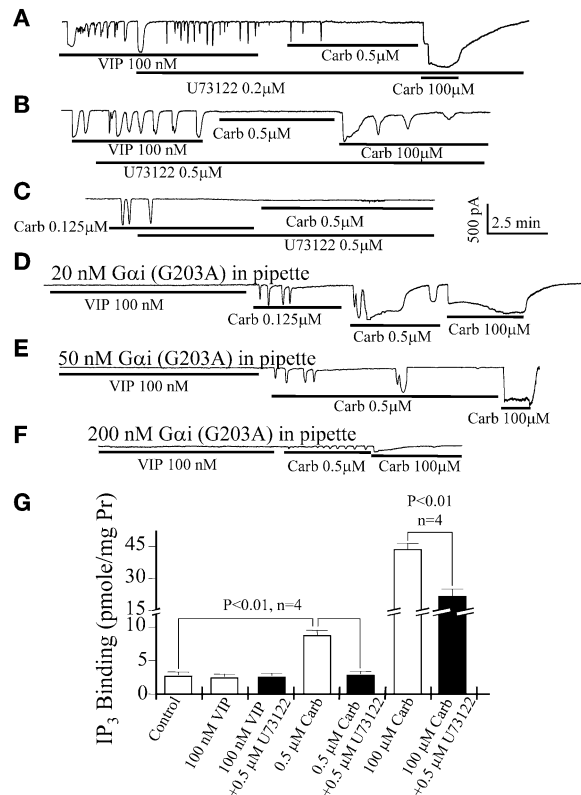 A
VIP 100 nM
Carb 0.5µM
U73122 0.2µM
Carb 100µM
B
VIP 100 nM
Carb 0.5µM
Carb 100µM
U73122 0.5µM
C
Carb 0.125µM
Carb 0.5µM
U73122 0.5µM
500 pA
2.5 min
D
20 nM Gαi (G203A) in pipette
VIP 100 nM
Carb 0.125µM
Carb 0.5µM
Carb 100µM
E
50 nM Gαi (G203A) in pipette
VIP 100 nM
Carb 0.5µM
Carb 100µM
F
200 nM Gαi (G203A) in pipette
VIP 100 nM
Carb 0.5µM
Carb 100µM
G
IP3 Binding (pmole/mg Pr)
45
30
15
10
5
0
P<0.01, n=4
P<0.01
n=4
Control
100 nM VIP
100 nM VIP
+0.5 µM U73122
0.5 µM Carb
0.5 µM Carb
+0.5 µM U73122
100 µM Carb
100 µM Carb
+0.5 µM U73122